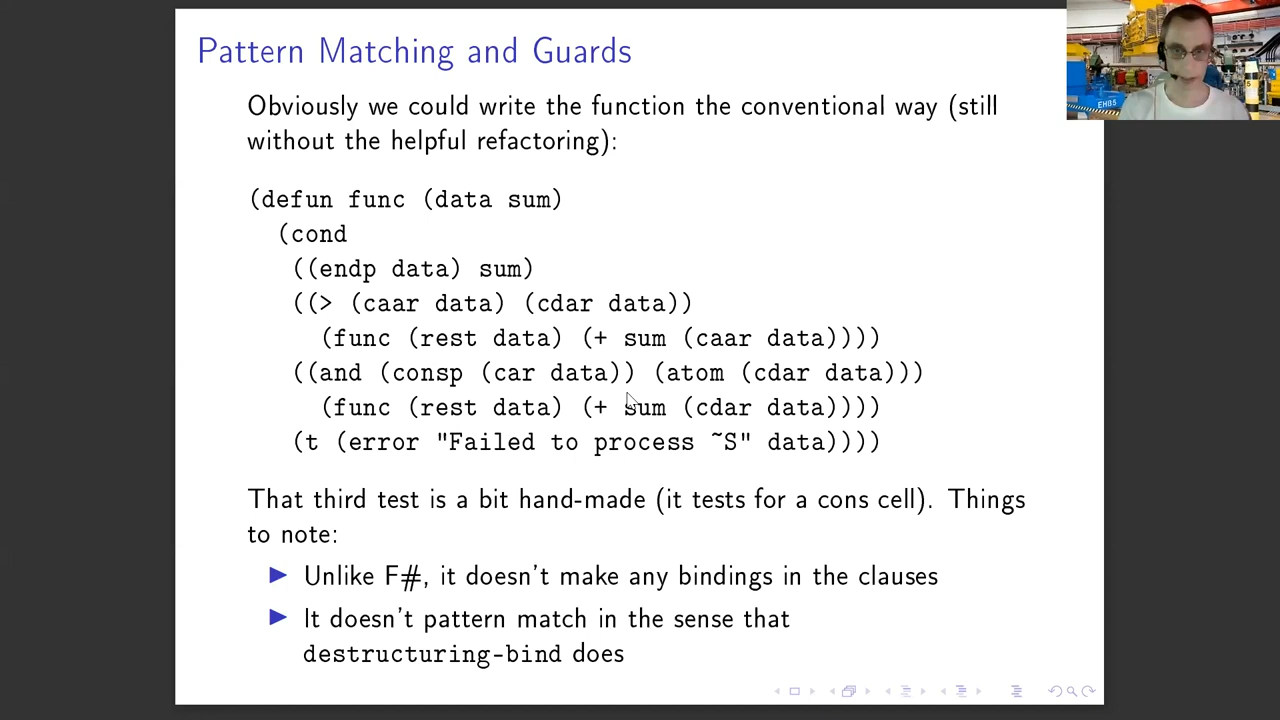 Pattern Matching and Guards
Obviously we could write the function the conventional way (still
without the helpful refactoring):
(defun func (data sum)
(cond
((endp data) sum)
((> (caar data) (cdar data))
(func (rest data) (+ sum (caar data))))
((and (consp (car data)) (atom (cdar data)))
(func (rest data) (+ sum (cdar data))))
(t (error "Failed to process ~S" data))))
That third test is a bit hand-made (it tests for a cons cell). Things
to note:
Unlike F#, it doesn't make any bindings in the clauses
It doesn't pattern match in the sense that
destructuring-bind does
EH85